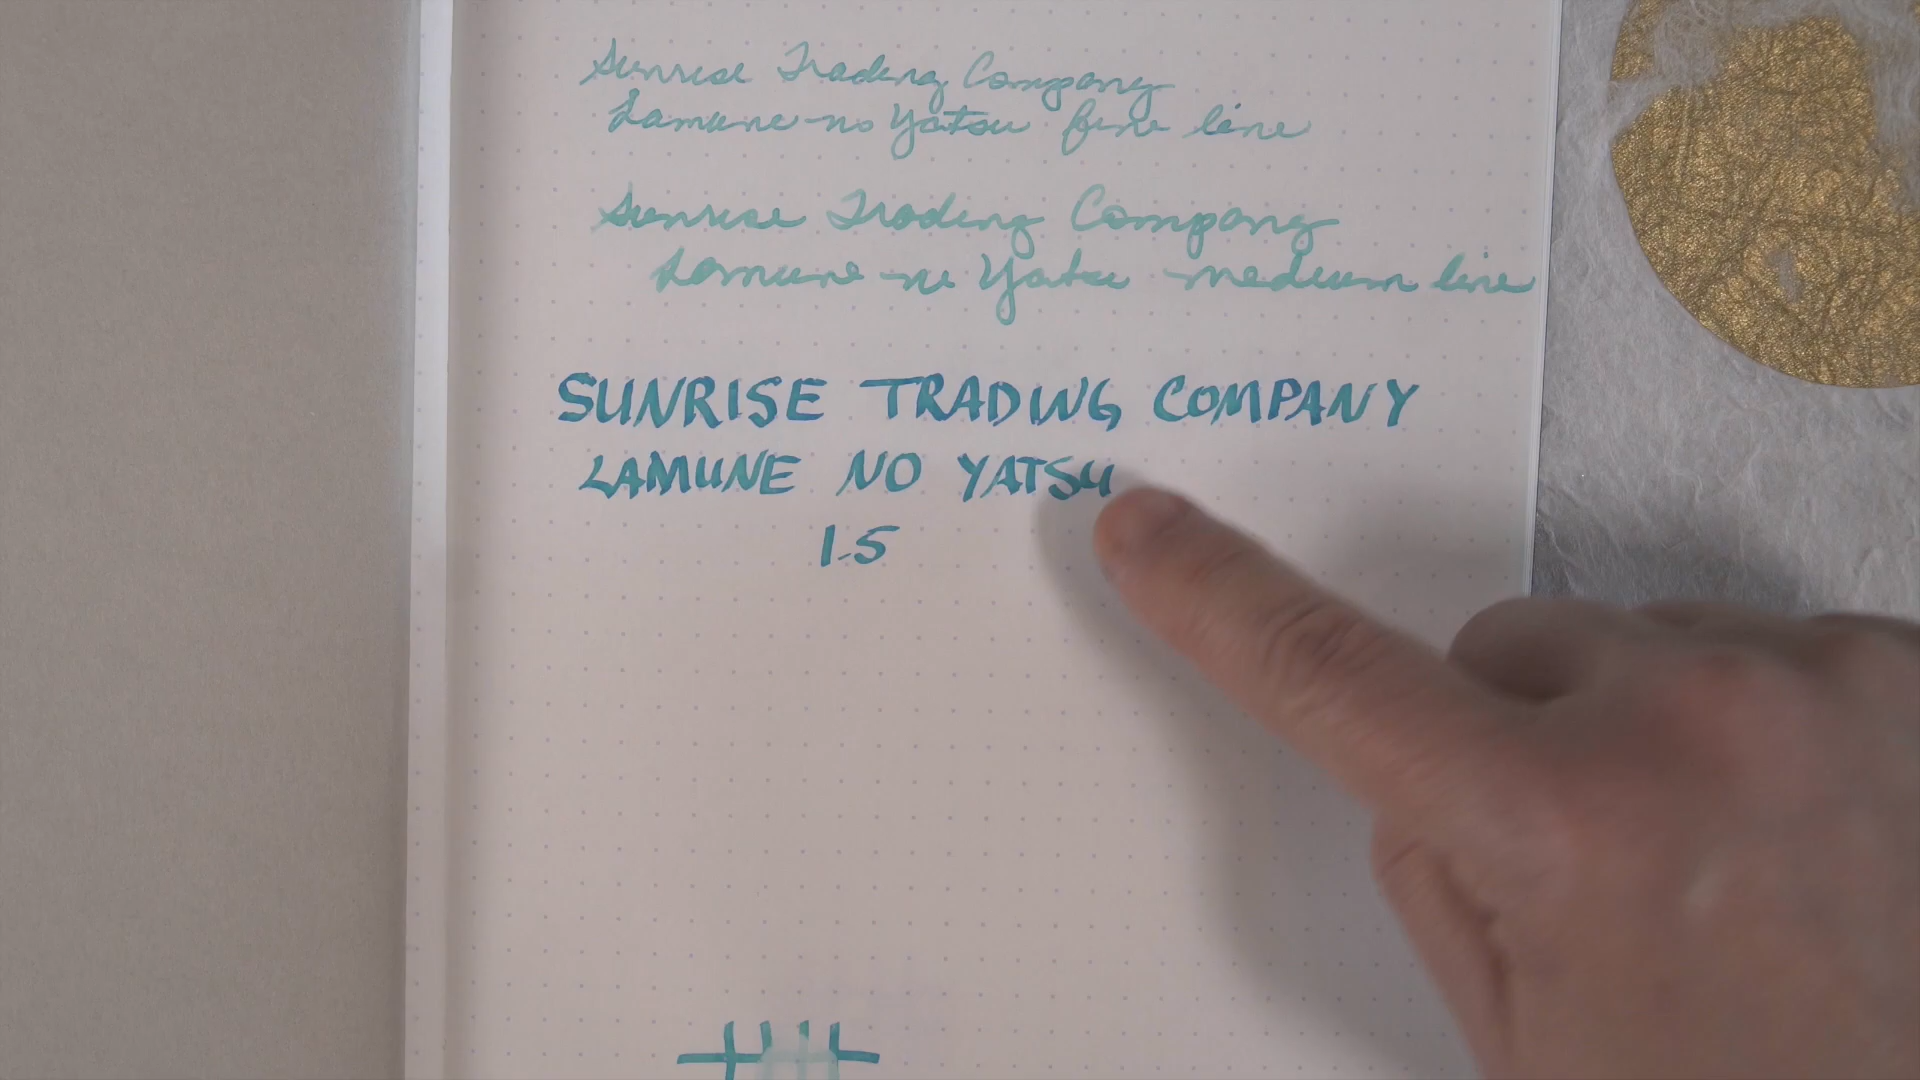 Sunrise Trading Company
Lamune no Yatsu fine line
Sunrise Trading Company
Lamune no Yatsu medium line
SUNRISE TRADING COMPANY
LAMUNE NO YATSU
1.5